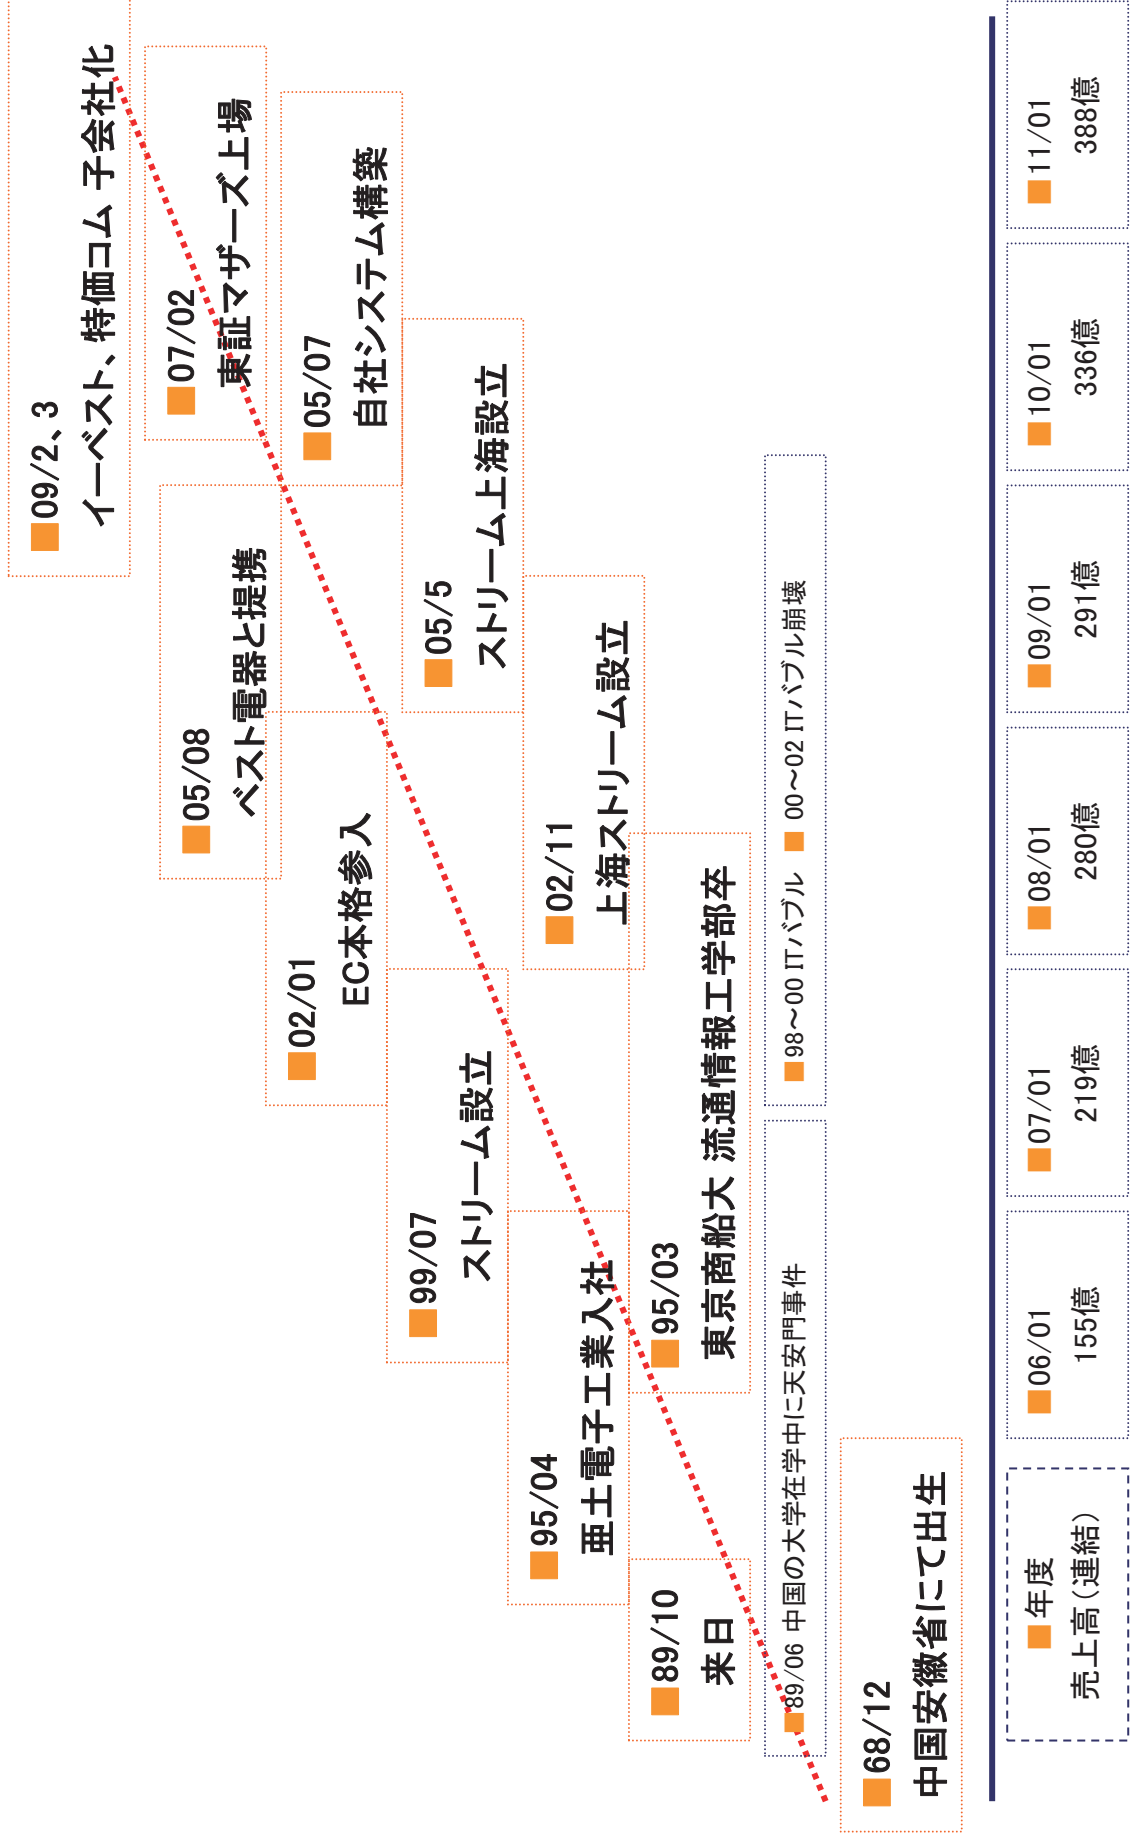 ■09/2、3
イーベスト、特価コム 子会社化
■07/02
東証マザーズ上場
■05/08
ベスト電器と提携
■05/07
自社システム構築
■02/01
EC本格参入
■05/5
ストリーム上海設立
■99/07
ストリーム設立
■02/11
上海ストリーム設立
■95/04
亜土電子工業入社
■89/10
来日
■95/03
東京商船大 流通情報工学部卒
■89/06 中国の大学在学中に天安門事件
■98～00 ITバブル ■ 00～02 ITバブル崩壊
■68/12
中国安徽省にて出生
■年度
売上高（連結）
■06/01
155億
■07/01
219億
■08/01
280億
■09/01
291億
■10/01
336億
■11/01
388億